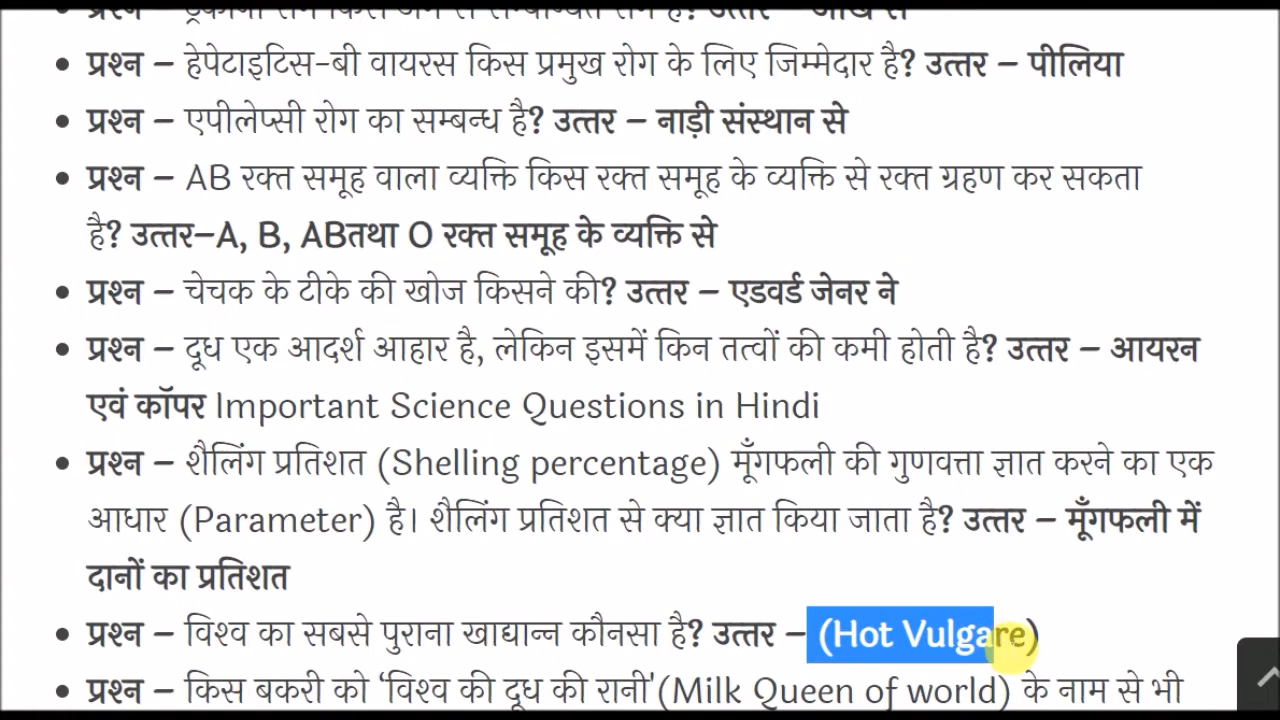 प्रश्न – हेपेटाइटिस-बी वायरस किस प्रमुख रोग के लिए जिम्मेदार है? उत्तर – पीलिया
प्रश्न – एपीलेप्सी रोग का सम्बन्ध है? उत्तर – नाड़ी संस्थान से
प्रश्न – AB रक्त समूह वाला व्यक्ति किस रक्त समूह के व्यक्ति से रक्त ग्रहण कर सकता
है? उत्तर–A, B, ABतथा O रक्त समूह के व्यक्ति से
प्रश्न – चेचक के टीके की खोज किसने की? उत्तर – एडवर्ड जेनर ने
प्रश्न – दूध एक आदर्श आहार है, लेकिन इसमें किन तत्वों की कमी होती है? उत्तर – आयरन
एवं कॉपर Important Science Questions in Hindi
प्रश्न – शैलिंग प्रतिशत (Shelling percentage) मूँगफली की गुणवत्ता ज्ञात करने का एक
आधार (Parameter) है। शैलिंग प्रतिशत से क्या ज्ञात किया जाता है? उत्तर – मूँगफली में
दानों का प्रतिशत
प्रश्न – विश्व का सबसे पुराना खाद्यान्न कौनसा है? उत्तर – (Hot Vulgare)
प्रश्न – किस बकरी को ‘विश्व की दूध की रानी'(Milk Queen of world) के नाम से भी